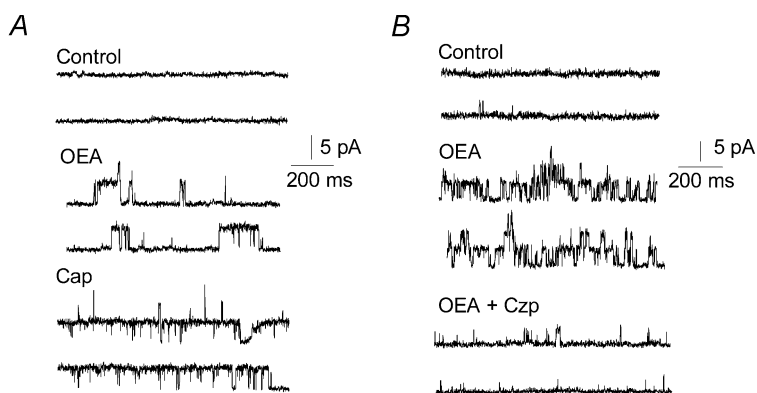 A
Control
5 pA
OEA
200 ms
Cap
B
Control
5 pA
OEA
200 ms
OEA + Czp